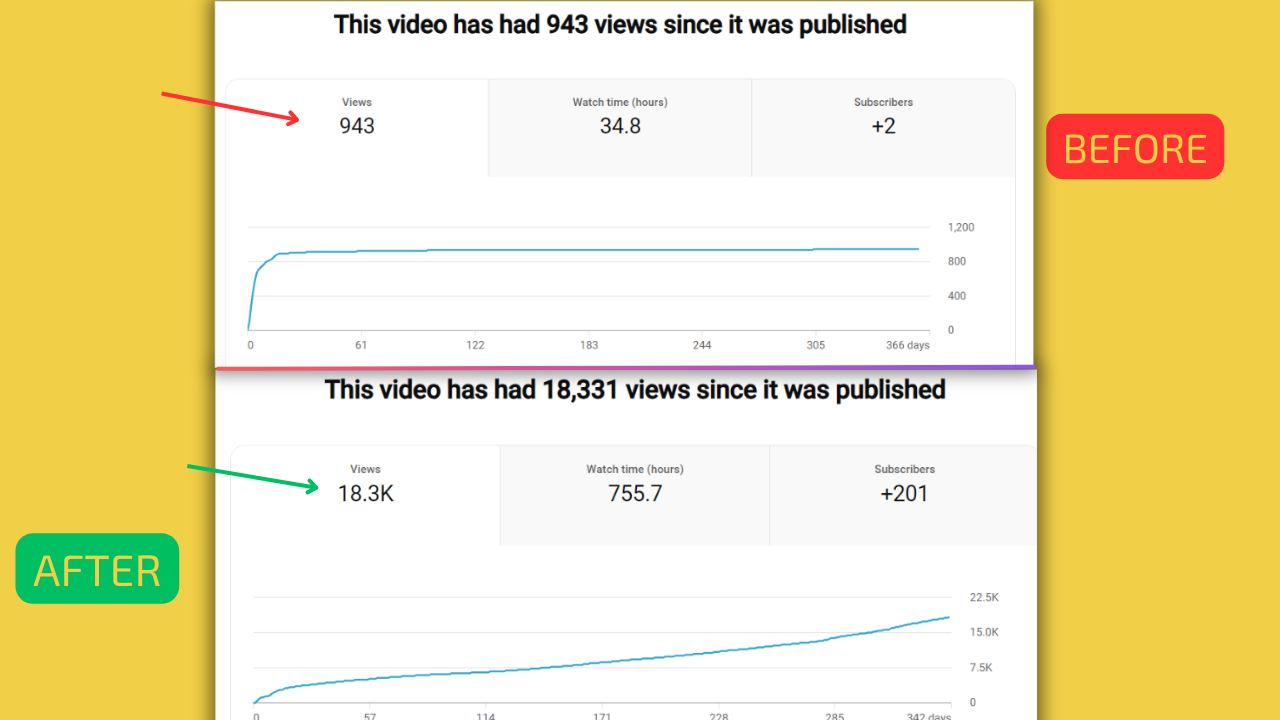 This video has had 943 views since it was published
Views
Watch time (hours)
Subscribers
943
34.8
+2
BEFORE
1,200
800
400
0
0 61 122 183 244 305 366 days
This video has had 18,331 views since it was published
Views
Watch time (hours)
Subscribers
18.3K
755.7
+201
AFTER
22.5K
15.0K
7.5K
0
0 57 114 171 228 285 342 days